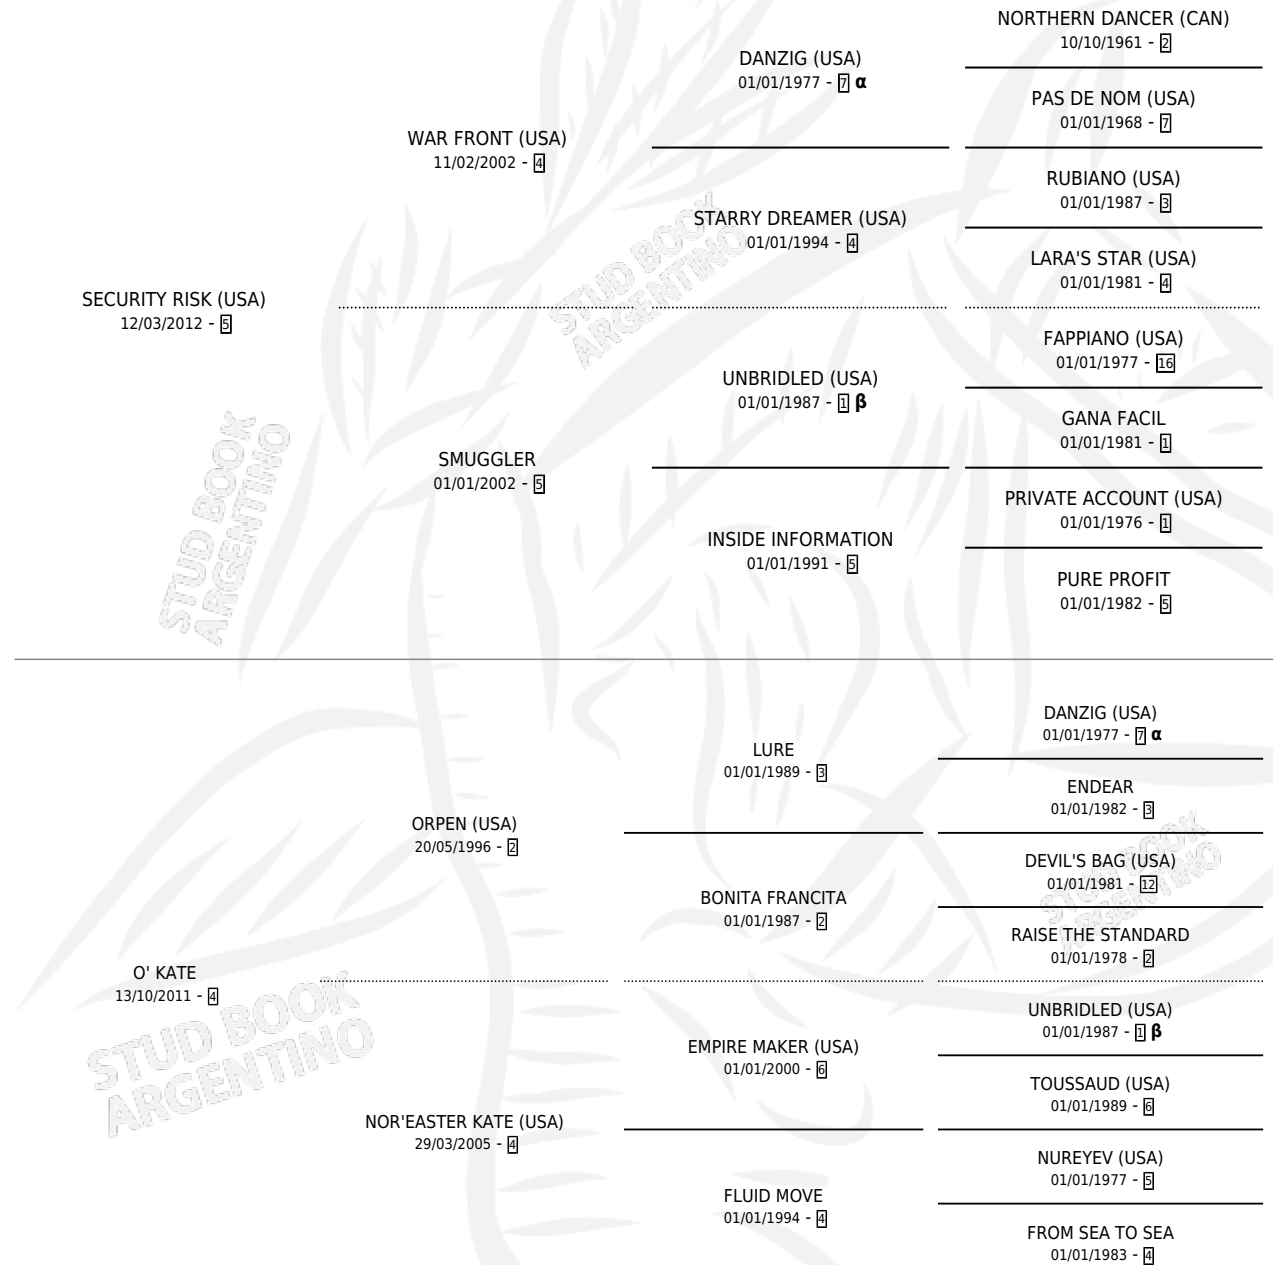 NORTHERN DANCER (CAN)
10/10/1961 - 2
DANZIG (USA)
01/01/1977 - 7 α
PAS DE NOM (USA)
01/01/1968 - 7
WAR FRONT (USA)
11/02/2002 - 4
RUBIANO (USA)
01/01/1987 - 3
STARRY DREAMER (USA)
01/01/1994 - 4
LARA'S STAR (USA)
01/01/1981 - 4
SECURITY RISK (USA)
12/03/2012 - 5
FAPPIANO (USA)
01/01/1977 - 16
UNBRIDLED (USA)
01/01/1987 - 1 β
GANA FACIL
01/01/1981 - 1
SMUGGLER
01/01/2002 - 5
PRIVATE ACCOUNT (USA)
01/01/1976 - 1
INSIDE INFORMATION
01/01/1991 - 5
PURE PROFIT
01/01/1982 - 5
DANZIG (USA)
01/01/1977 - 7 α
LURE
01/01/1989 - 3
ENDEAR
01/01/1982 - 3
ORPEN (USA)
20/05/1996 - 2
DEVIL'S BAG (USA)
01/01/1981 - 12
BONITA FRANCITA
01/01/1987 - 2
RAISE THE STANDARD
01/01/1978 - 2
O' KATE
13/10/2011 - 4
UNBRIDLED (USA)
01/01/1987 - 1 β
EMPIRE MAKER (USA)
01/01/2000 - 6
TOUSSAUD (USA)
01/01/1989 - 6
NOR'EASTER KATE (USA)
29/03/2005 - 4
NUREYEV (USA)
01/01/1977 - 5
FLUID MOVE
01/01/1994 - 4
FROM SEA TO SEA
01/01/1983 - 4
STUD BOOK
ARGENTINO
STUD BOOK
ARGENTINO
STUD BOOK
ARGENTINO
STUD BOOK
ARGENTINO